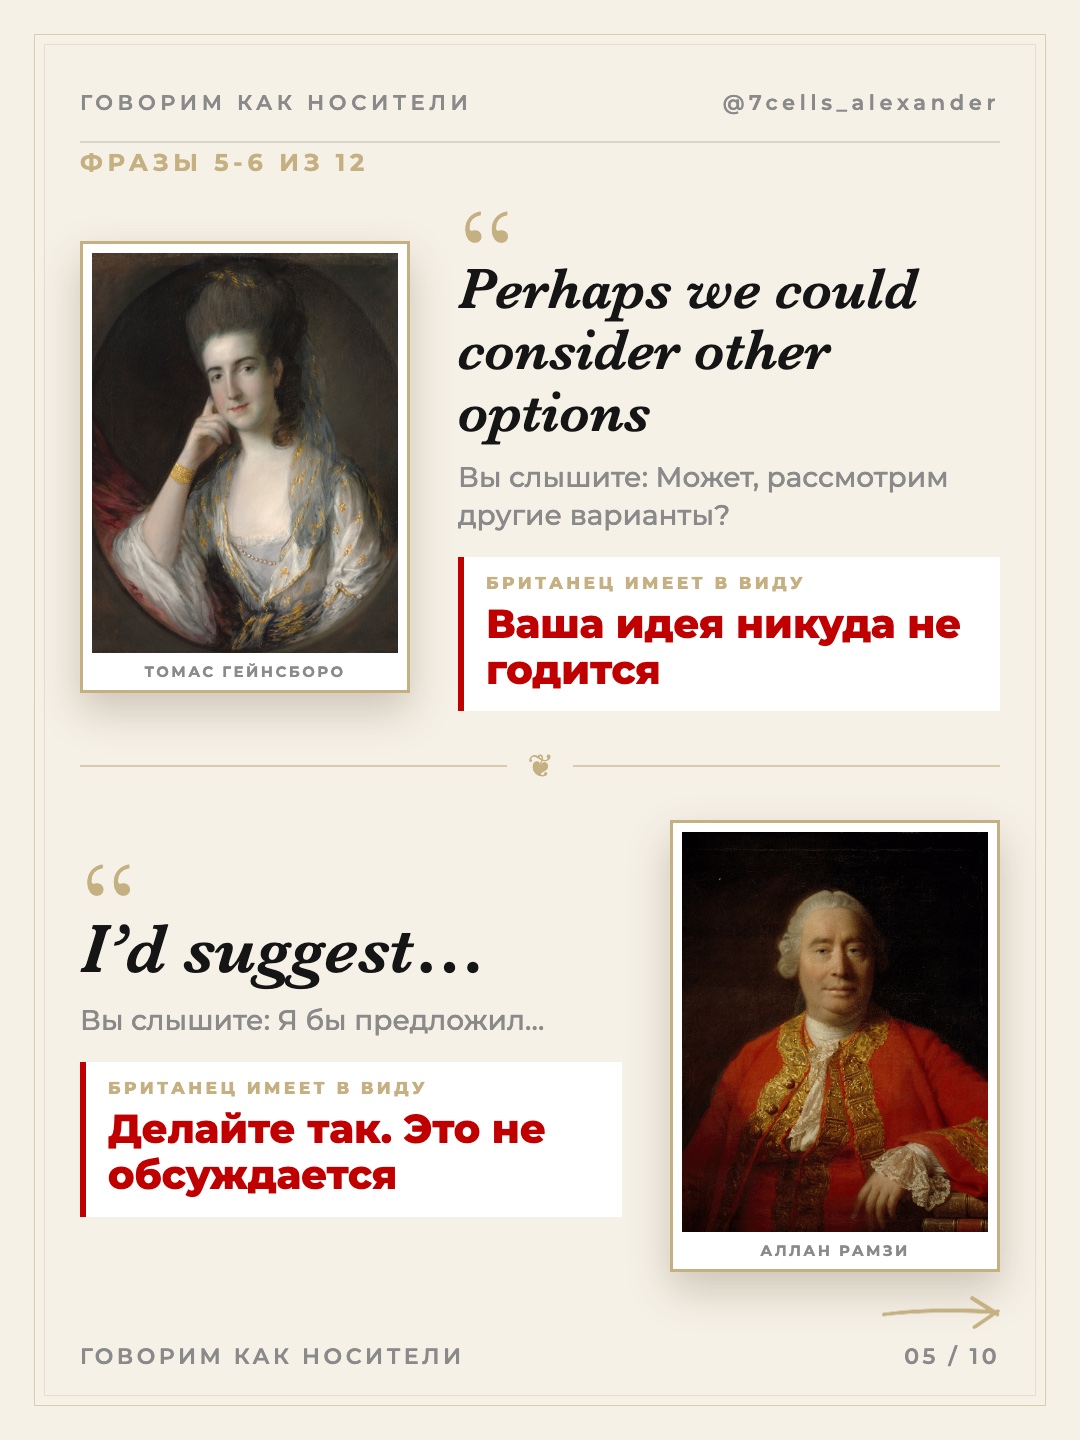 ГОВОРИМ КАК НОСИТЕЛИ
@7cells_alexander
ФРАЗЫ 5-6 ИЗ 12
“
Perhaps we could
consider other
options
Вы слышите: Может, рассмотрим
другие варианты?
БРИТАНЕЦ ИМЕЕТ В ВИДУ
Ваша идея никуда не
годится
ТОМАС ГЕЙНСБОРО
“
I’d suggest…
Вы слышите: Я бы предложил…
БРИТАНЕЦ ИМЕЕТ В ВИДУ
Делайте так. Это не
обсуждается
АЛЛАН РАМЗИ
ГОВОРИМ КАК НОСИТЕЛИ
05 / 10